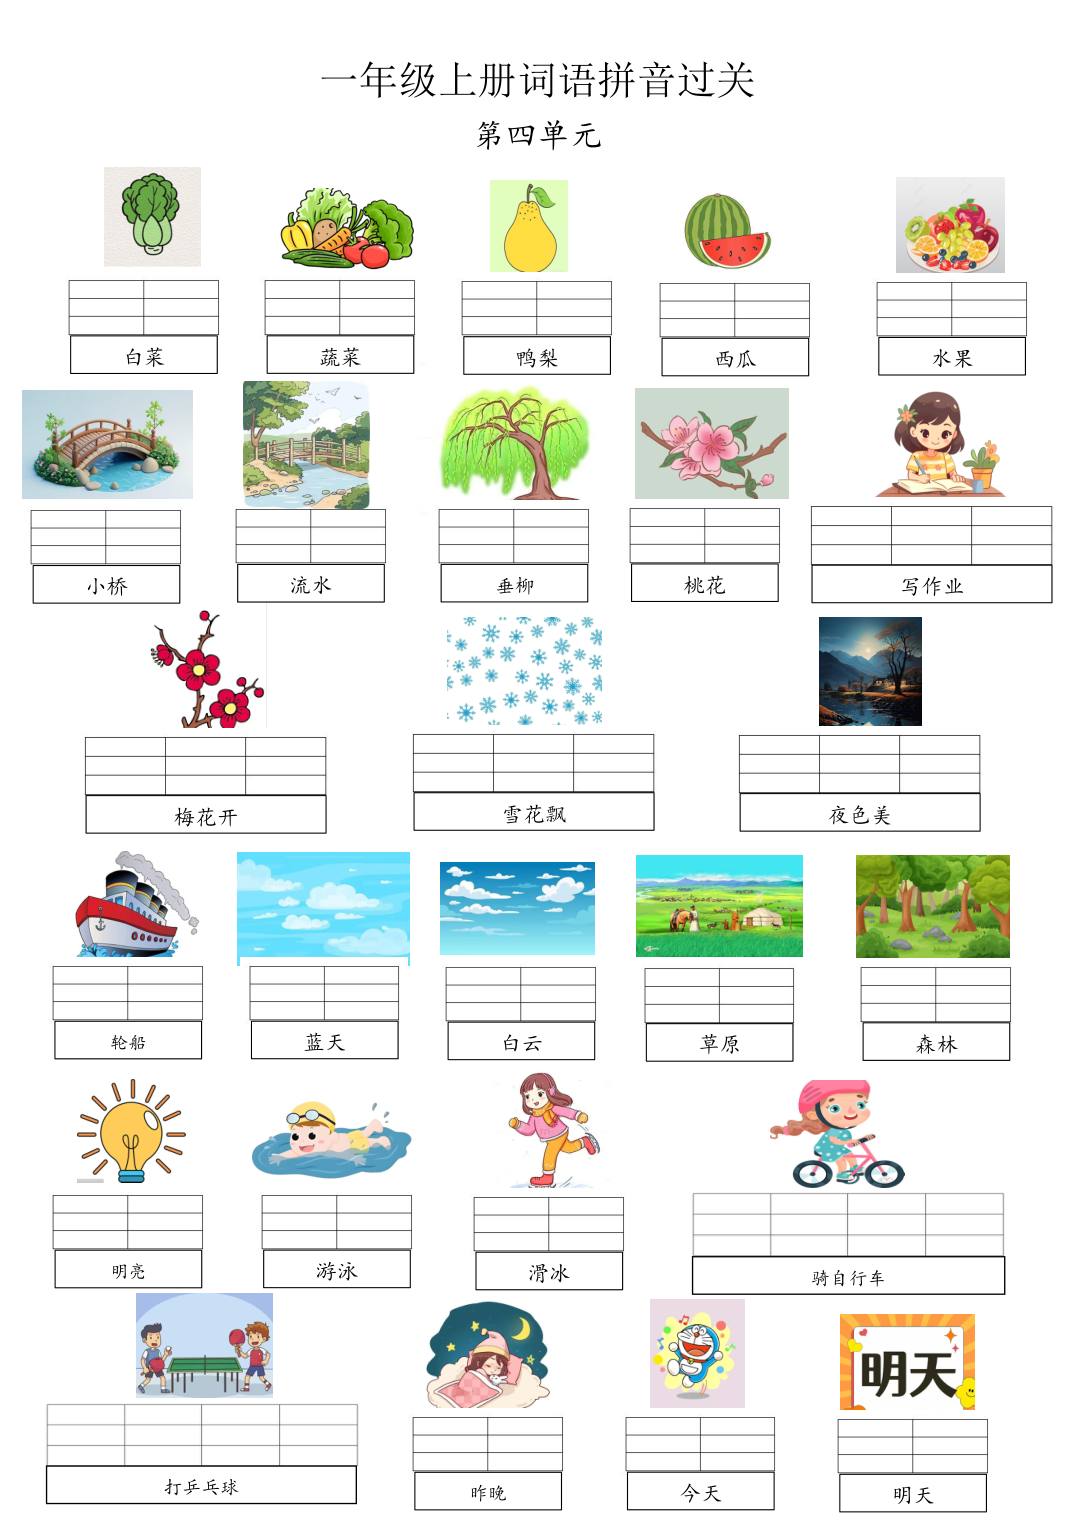 一年级上册词语拼音过关
第四单元
白菜 蔬菜 鸭梨 西瓜 水果
小桥 流水 垂柳 桃花 写作业
梅花开 雪花飘 夜色美
轮船 蓝天 白云 草原 森林
明亮 游泳 滑冰 骑自行车
明天
打乒乓球 昨晚 今天 明天